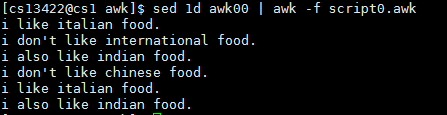 [cs13422@cs1 awk]$ sed 1d awk00 | awk -f script0.awk
i like italian food.
i don't like international food.
i also like indian food.
i don't like chinese food.
i like italian food.
i also like indian food.